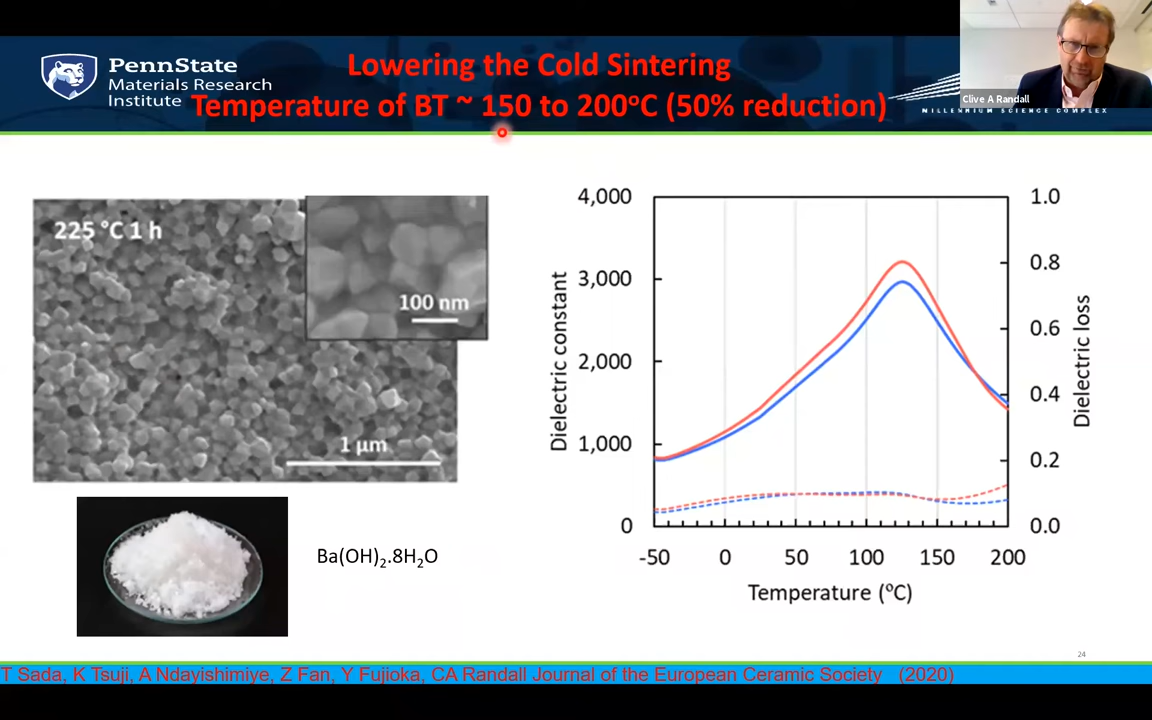 PennState
Materials Research
Institute
Lowering the Cold Sintering
Temperature of BT ~ 150 to 200°C (50% reduction)
Clive A Randall
MILLENNIUM SCIENCE COMPLEX
225 °C 1 h
100 nm
1 µm
Ba(OH)₂.8H₂O
4,000
3,000
2,000
1,000
0
Dielectric constant
1.0
0.8
0.6
0.4
0.2
0.0
Dielectric loss
-50 0 50 100 150 200
Temperature (°C)
24
T Sada, K Tsuji, A Ndayishimiye, Z Fan, Y Fujioka, CA Randall Journal of the European Ceramic Society (2020)